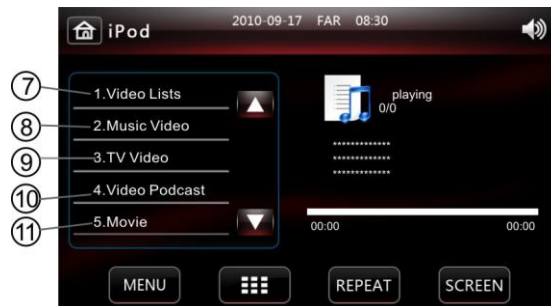 iPod 2010-09-17 FAR 08:30
⑦ 1.Video Lists
⑧ 2.Music Video
⑨ 3.TV Video
⑩ 4.Video Podcast
⑪ 5.Movie
playing
0/0
*************
*************
*************
00:00 00:00
MENU REPEAT SCREEN